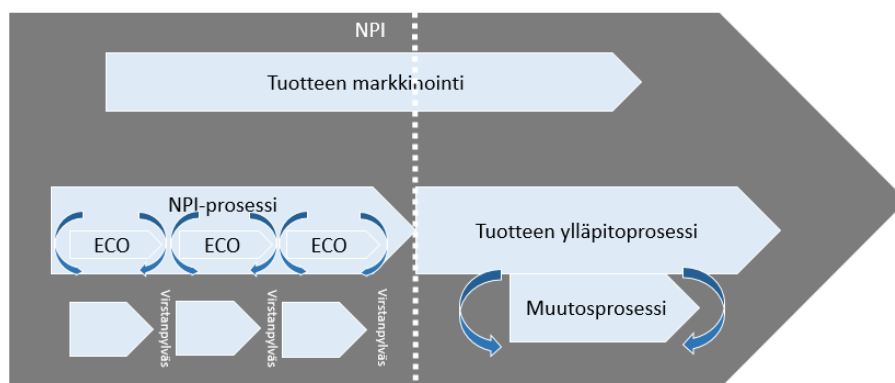 NPI
Tuotteen markkinointi
NPI-prosessi
ECO
ECO
ECO
Virstanpylväs
Virstanpylväs
Virstanpylväs
Tuotteen ylläpitoprosessi
Muutosprosessi